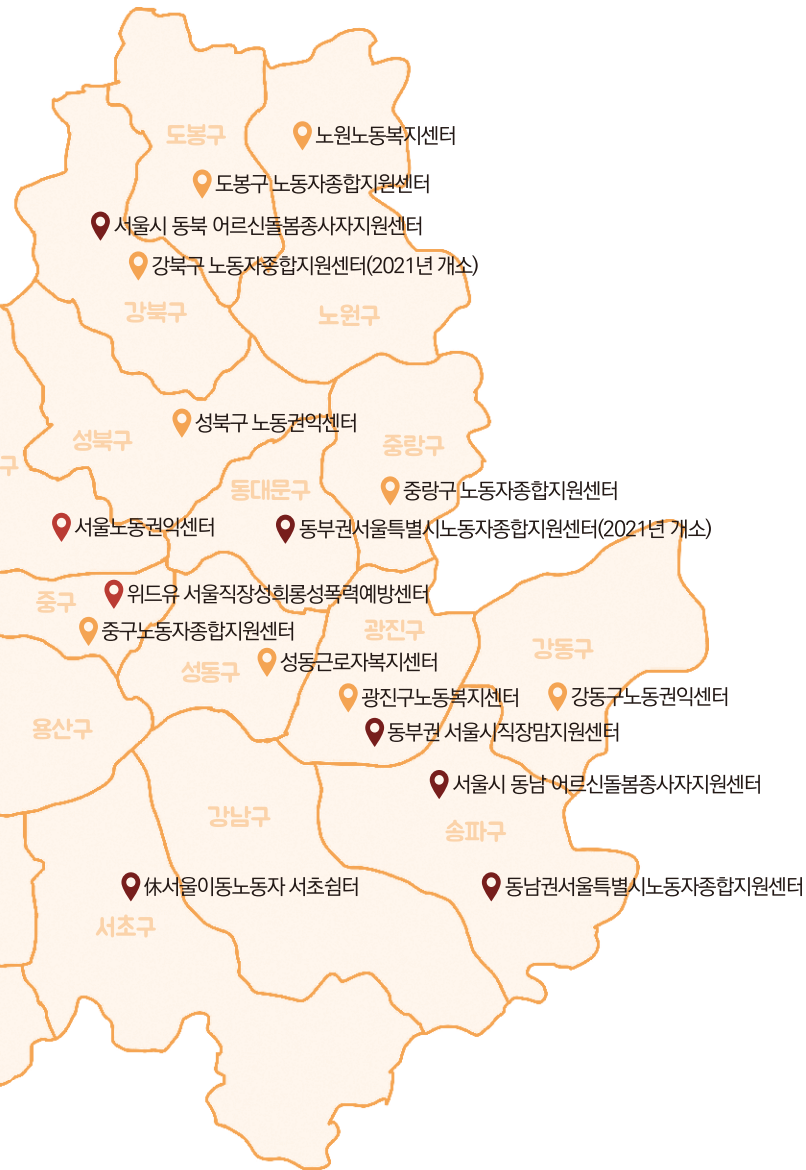 도봉구
노원노동복지센터
도봉구 노동자종합지원센터
서울시 동북 어르신돌봄종사자지원센터
강북구 노동자종합지원센터(2021년 개소)
강북구
노원구
성북구 노동권익센터
성북구
중랑구
구
동대문구
중랑구 노동자종합지원센터
서울노동권익센터
동부권서울특별시노동자종합지원센터(2021년 개소)
위드유 서울직장성희롱성폭력예방센터
중구
중구노동자종합지원센터
광진구
강동구
성동근로자복지센터
성동구
광진구노동복지센터
강동구노동권익센터
용산구
동부권 서울시직장맘지원센터
서울시 동남 어르신돌봄종사자지원센터
강남구
송파구
休서울이동노동자 서초쉼터
동남권서울특별시노동자종합지원센터
서초구